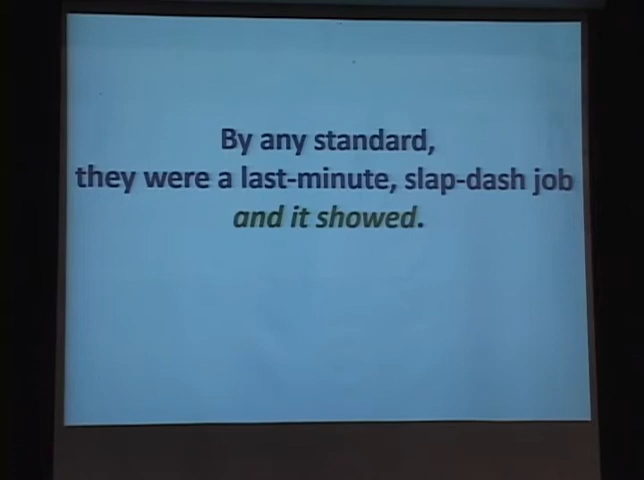 By any standard,
they were a last-minute, slap-dash job
and it showed.